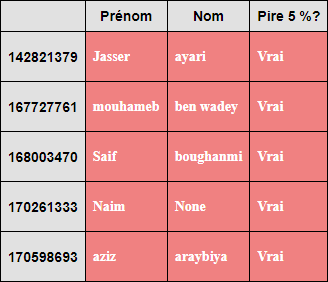 Prénom Nom Pire 5 %?
142821379 Jasser ayari Vrai
167727761 mouhameb ben wadey Vrai
168003470 Saif boughanmi Vrai
170261333 Naim None Vrai
170598693 aziz araybiya Vrai